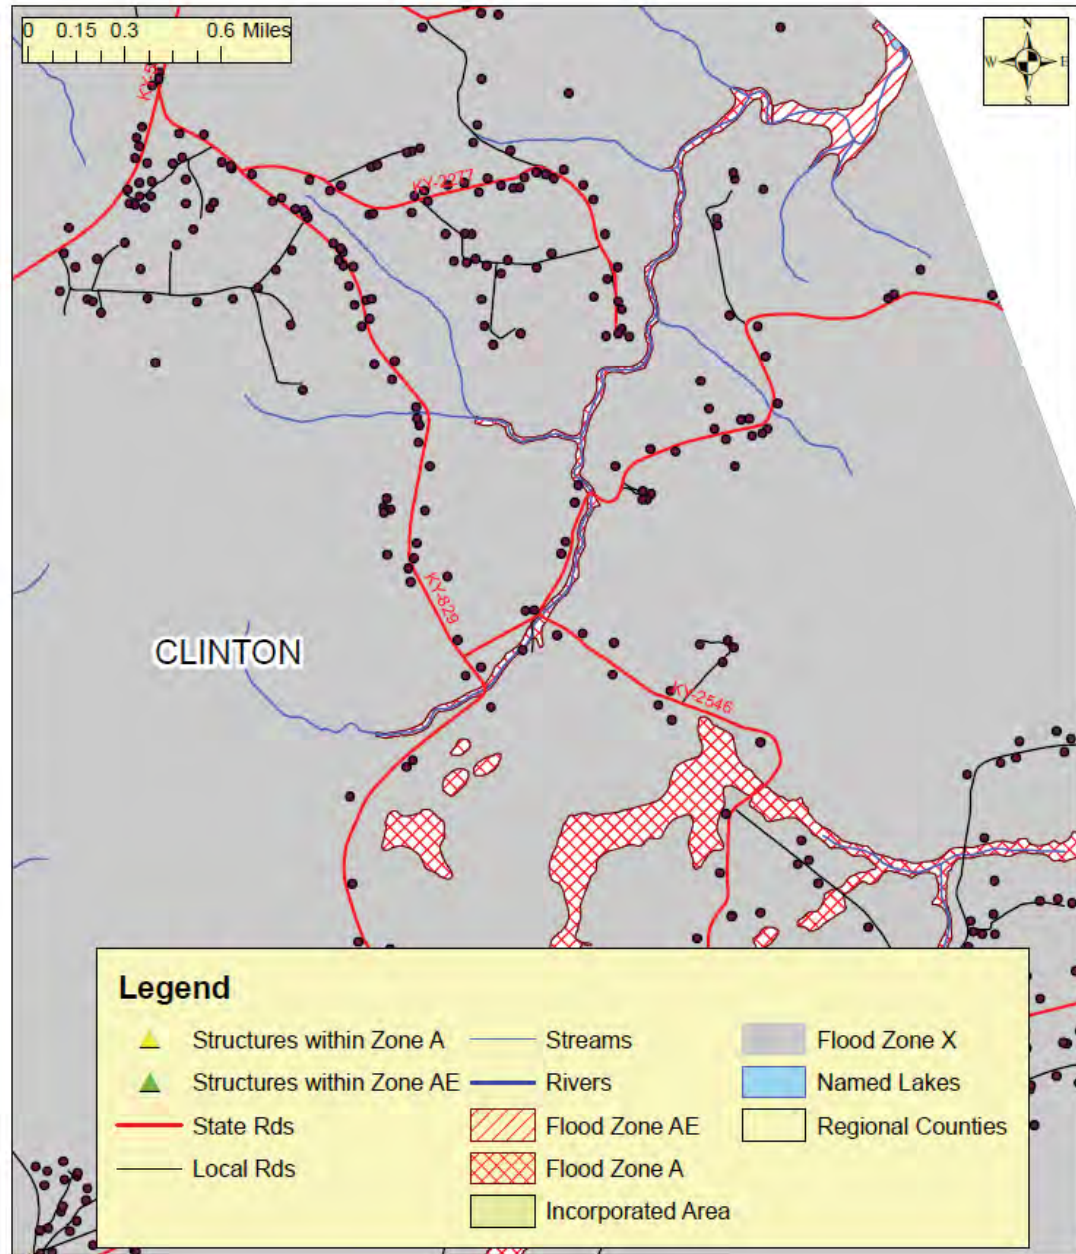 0 0.15 0.3 0.6 Miles
N
W E
S
KY-2277
KY-829
CLINTON
KY-2546
Legend
Structures within Zone A
Structures within Zone AE
State Rds
Local Rds
Streams
Rivers
Flood Zone AE
Flood Zone A
Incorporated Area
Flood Zone X
Named Lakes
Regional Counties